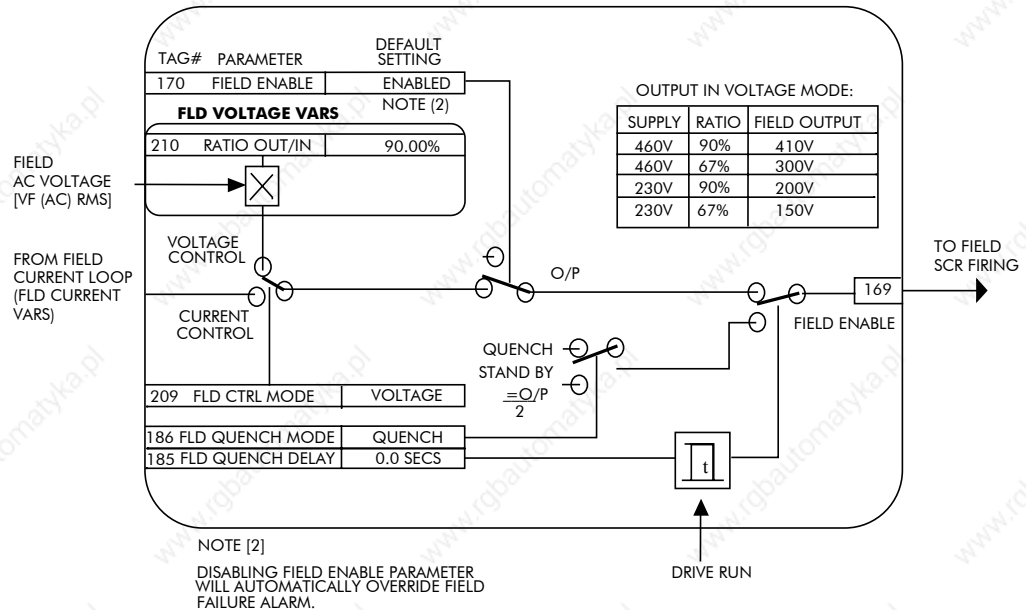 TAG# PARAMETER DEFAULT SETTING
170 FIELD ENABLE ENABLED
NOTE (2)
FLD VOLTAGE VARS
210 RATIO OUT/IN 90.00%
FIELD
AC VOLTAGE
[VF (AC) RMS]
OUTPUT IN VOLTAGE MODE:
SUPPLY RATIO FIELD OUTPUT
460V 90% 410V
460V 67% 300V
230V 90% 200V
230V 67% 150V
VOLTAGE
CONTROL
FROM FIELD
CURRENT LOOP
(FLD CURRENT
VARS)
CURRENT
CONTROL
O/P
TO FIELD
SCR FIRING
169
FIELD ENABLE
QUENCH
STAND BY
=O/P
2
209 FLD CTRL MODE VOLTAGE
186 FLD QUENCH MODE QUENCH
185 FLD QUENCH DELAY 0.0 SECS
t
DRIVE RUN
NOTE [2]
DISABLING FIELD ENABLE PARAMETER
WILL AUTOMATICALLY OVERRIDE FIELD
FAILURE ALARM.
www.rgbautomatyka.pl